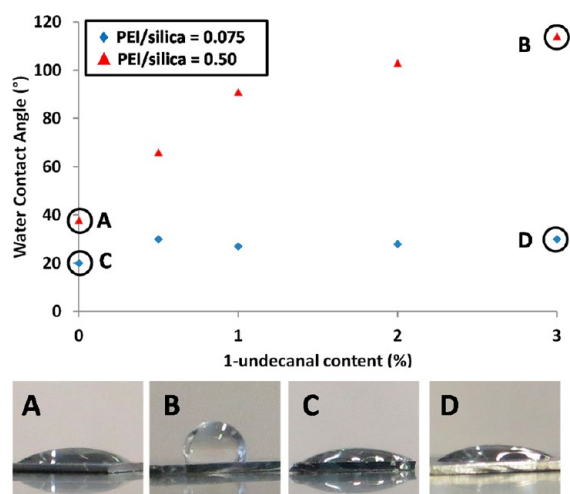 120
100
80
60
40
20
0
Water Contact Angle (°)
PEI/silica = 0.075
PEI/silica = 0.50
A
B
C
D
0 1 2 3
1-undecanal content (%)
A B C D